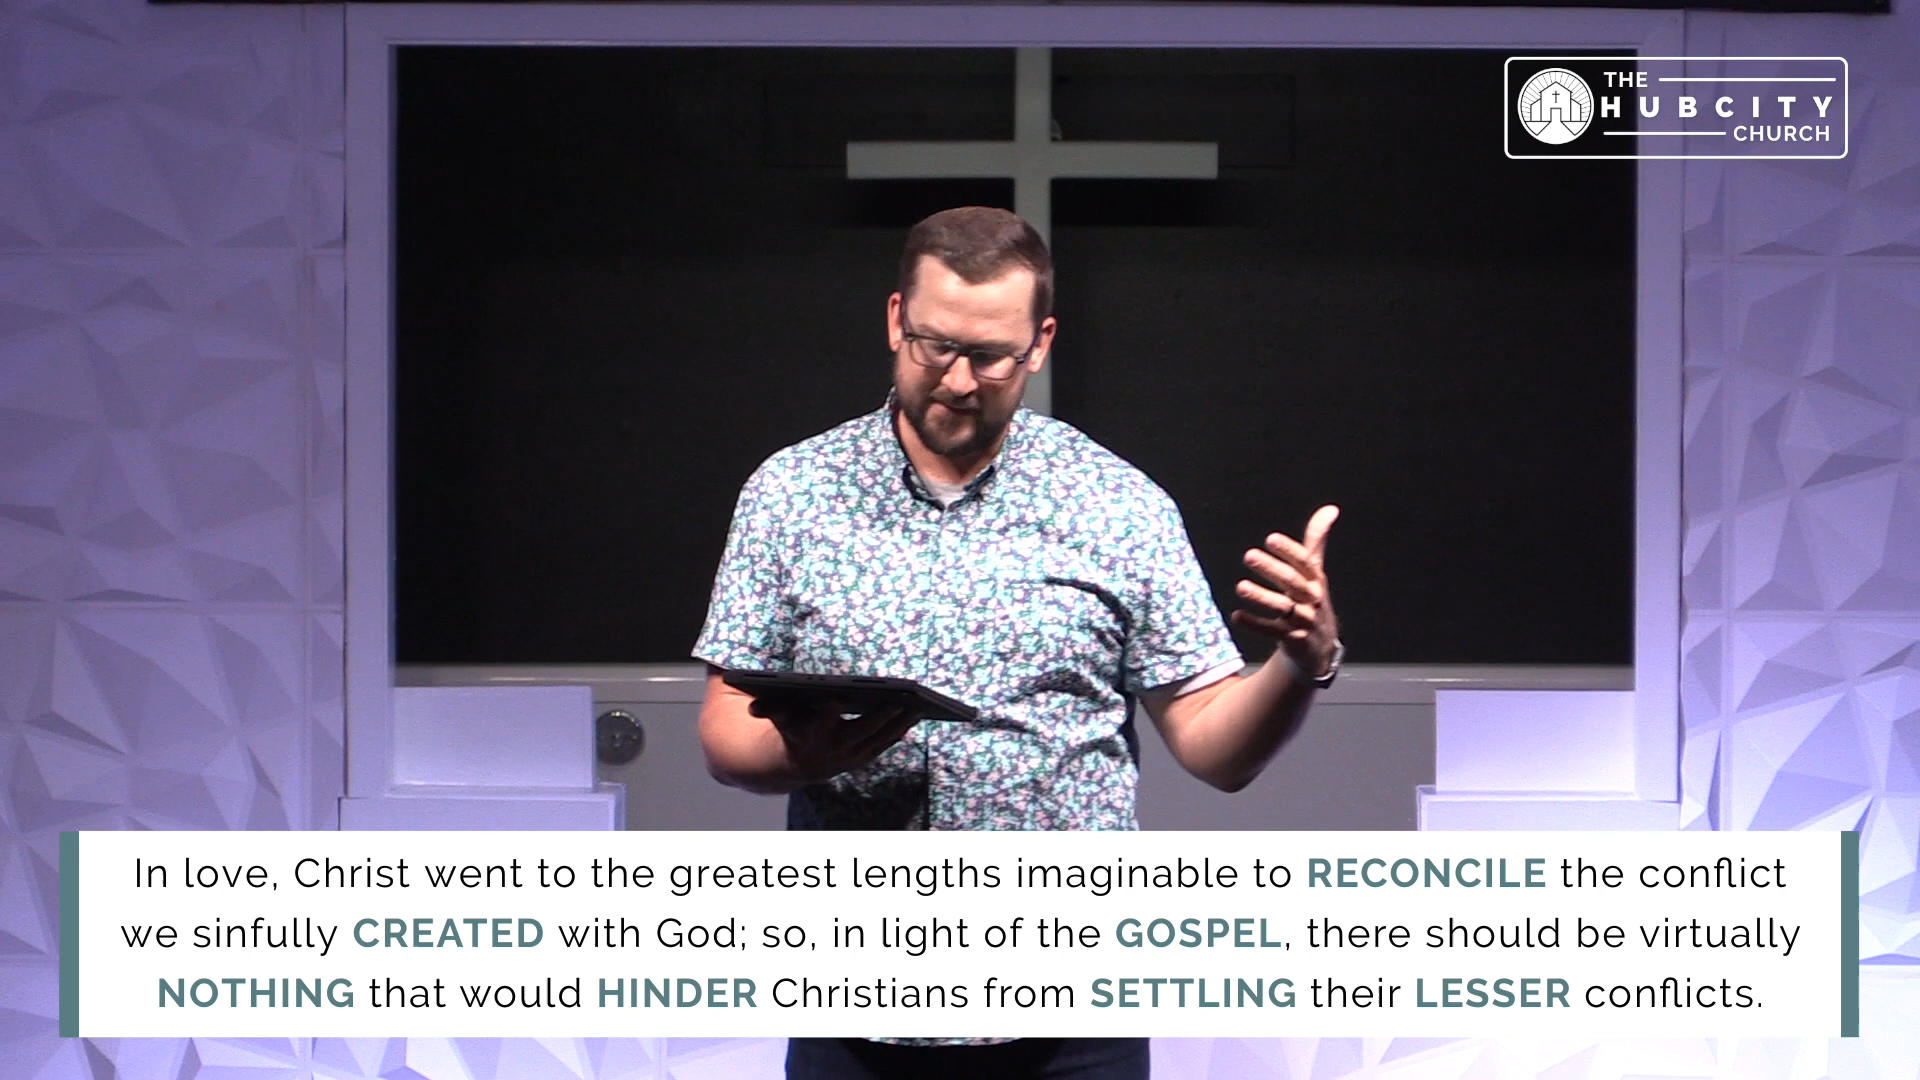 THE
HUBCITY
CHURCH
In love, Christ went to the greatest lengths imaginable to RECONCILE the conflict
we sinfully CREATED with God; so, in light of the GOSPEL, there should be virtually
NOTHING that would HINDER Christians from SETTLING their LESSER conflicts.